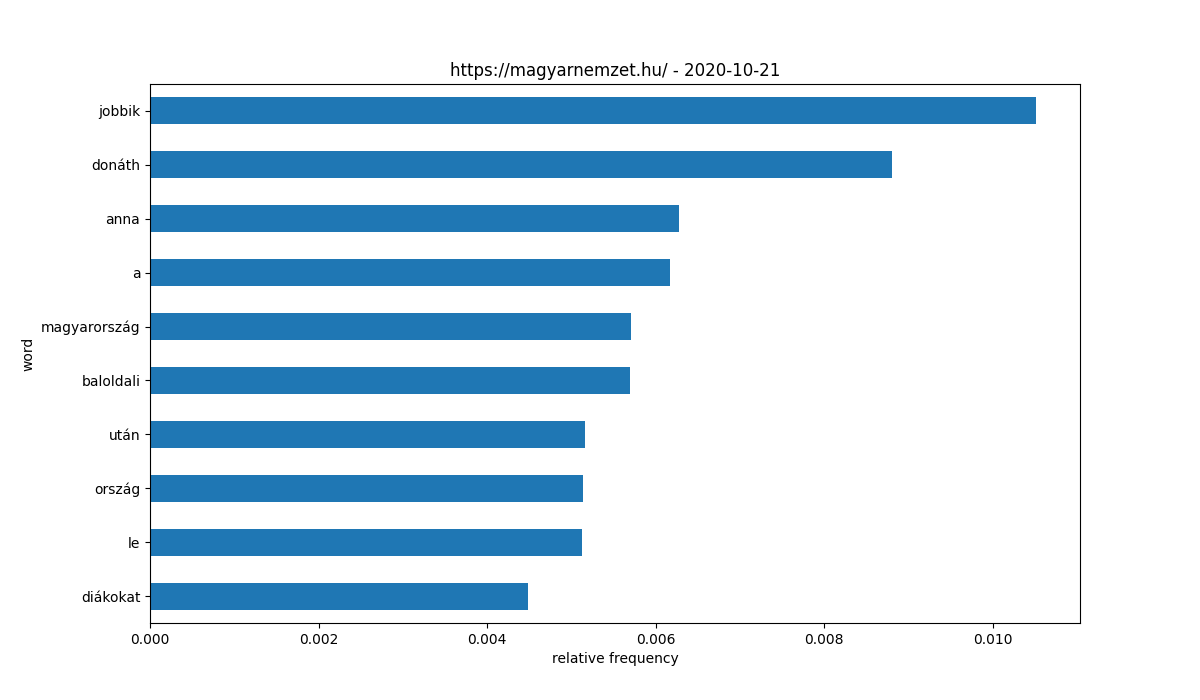 https://magyarnemzet.hu/ - 2020-10-21
jobbik
donáth
anna
a
magyarország
baloldali
után
ország
le
diákokat
word
0.000 0.002 0.004 0.006 0.008 0.010
relative frequency